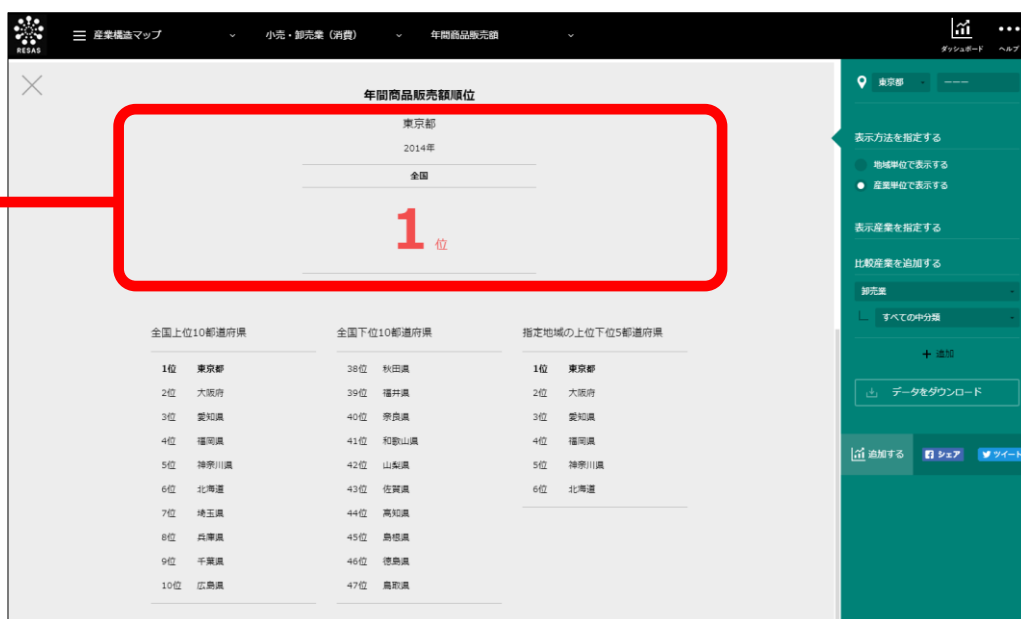 RESAS
産業構造マップ
小売・卸売業（消費）
年間商品販売額
ダッシュボード
ヘルプ
年間商品販売額順位
東京都
2014年
全国
1 位
全国上位10都道府県
1位 東京都
2位 大阪府
3位 愛知県
4位 福岡県
5位 神奈川県
6位 北海道
7位 埼玉県
8位 兵庫県
9位 千葉県
10位 広島県
全国下位10都道府県
38位 秋田県
39位 福井県
40位 奈良県
41位 和歌山県
42位 山梨県
43位 佐賀県
44位 高知県
45位 島根県
46位 徳島県
47位 鳥取県
指定地域の上位下位5都道府県
1位 東京都
2位 大阪府
3位 愛知県
4位 福岡県
5位 神奈川県
6位 北海道
東京都
---
表示方法を指定する
地域単位で表示する
産業単位で表示する
表示産業を指定する
比較産業を追加する
卸売業
すべての中分類
+ 追加
データをダウンロード
追加する
シェア
ツイート